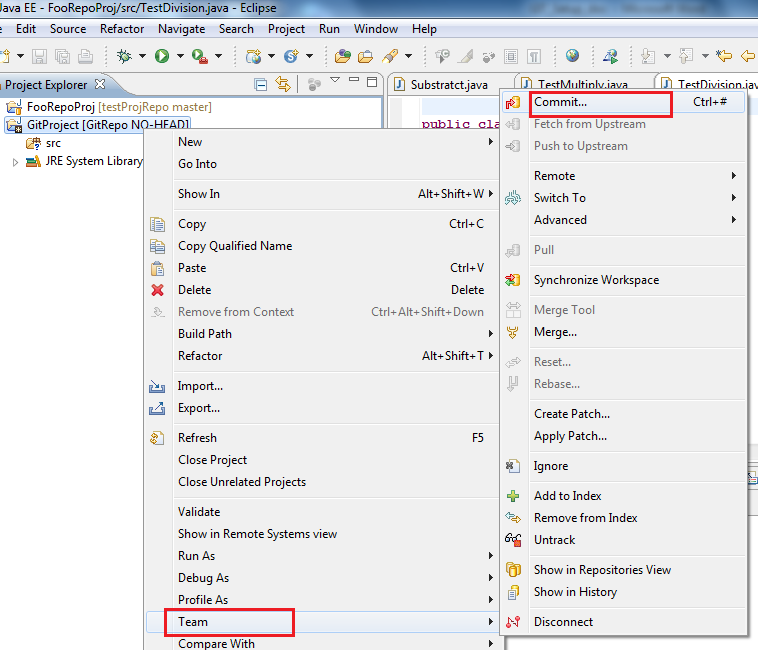 Java EE - FooRepoProj/src/TestDivision.java - Eclipse
Edit Source Refactor Navigate Search Project Run Window Help
Project Explorer
Substratct.java TestMultiply.java TestDivision.jav
FooRepoProj [testProjRepo master]
GitProject [GitRepo NO-HEAD]
src
JRE System Library
public cla
New
Go Into
Show In Alt+Shift+W
Copy Ctrl+C
Copy Qualified Name
Paste Ctrl+V
Delete Delete
Remove from Context Ctrl+Alt+Shift+Down
Build Path
Refactor Alt+Shift+T
Import...
Export...
Refresh F5
Close Project
Close Unrelated Projects
Validate
Show in Remote Systems view
Run As
Debug As
Profile As
Team
Compare With
Commit... Ctrl+#
Fetch from Upstream
Push to Upstream
Remote
Switch To
Advanced
Pull
Synchronize Workspace
Merge Tool
Merge...
Reset...
Rebase...
Create Patch...
Apply Patch...
Ignore
Add to Index
Remove from Index
Untrack
Show in Repositories View
Show in History
Disconnect